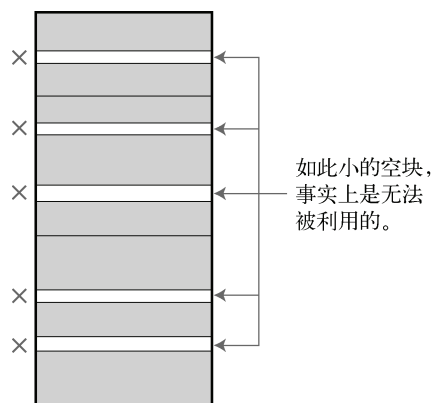 如此小的空块，
事实上是无法
被利用的。